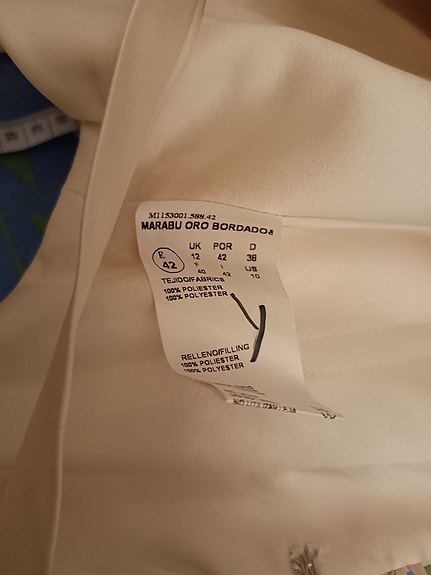 M1153001.588.42
MARABU ORO BORDADOS
E. UK POR D
42 12 42 38
F I US
40 42 10
TEJIDO/FABRICS
100% POLIESTER
100% POLYESTER
RELLENO/FILLING
100% POLIESTER
100% POLYESTER